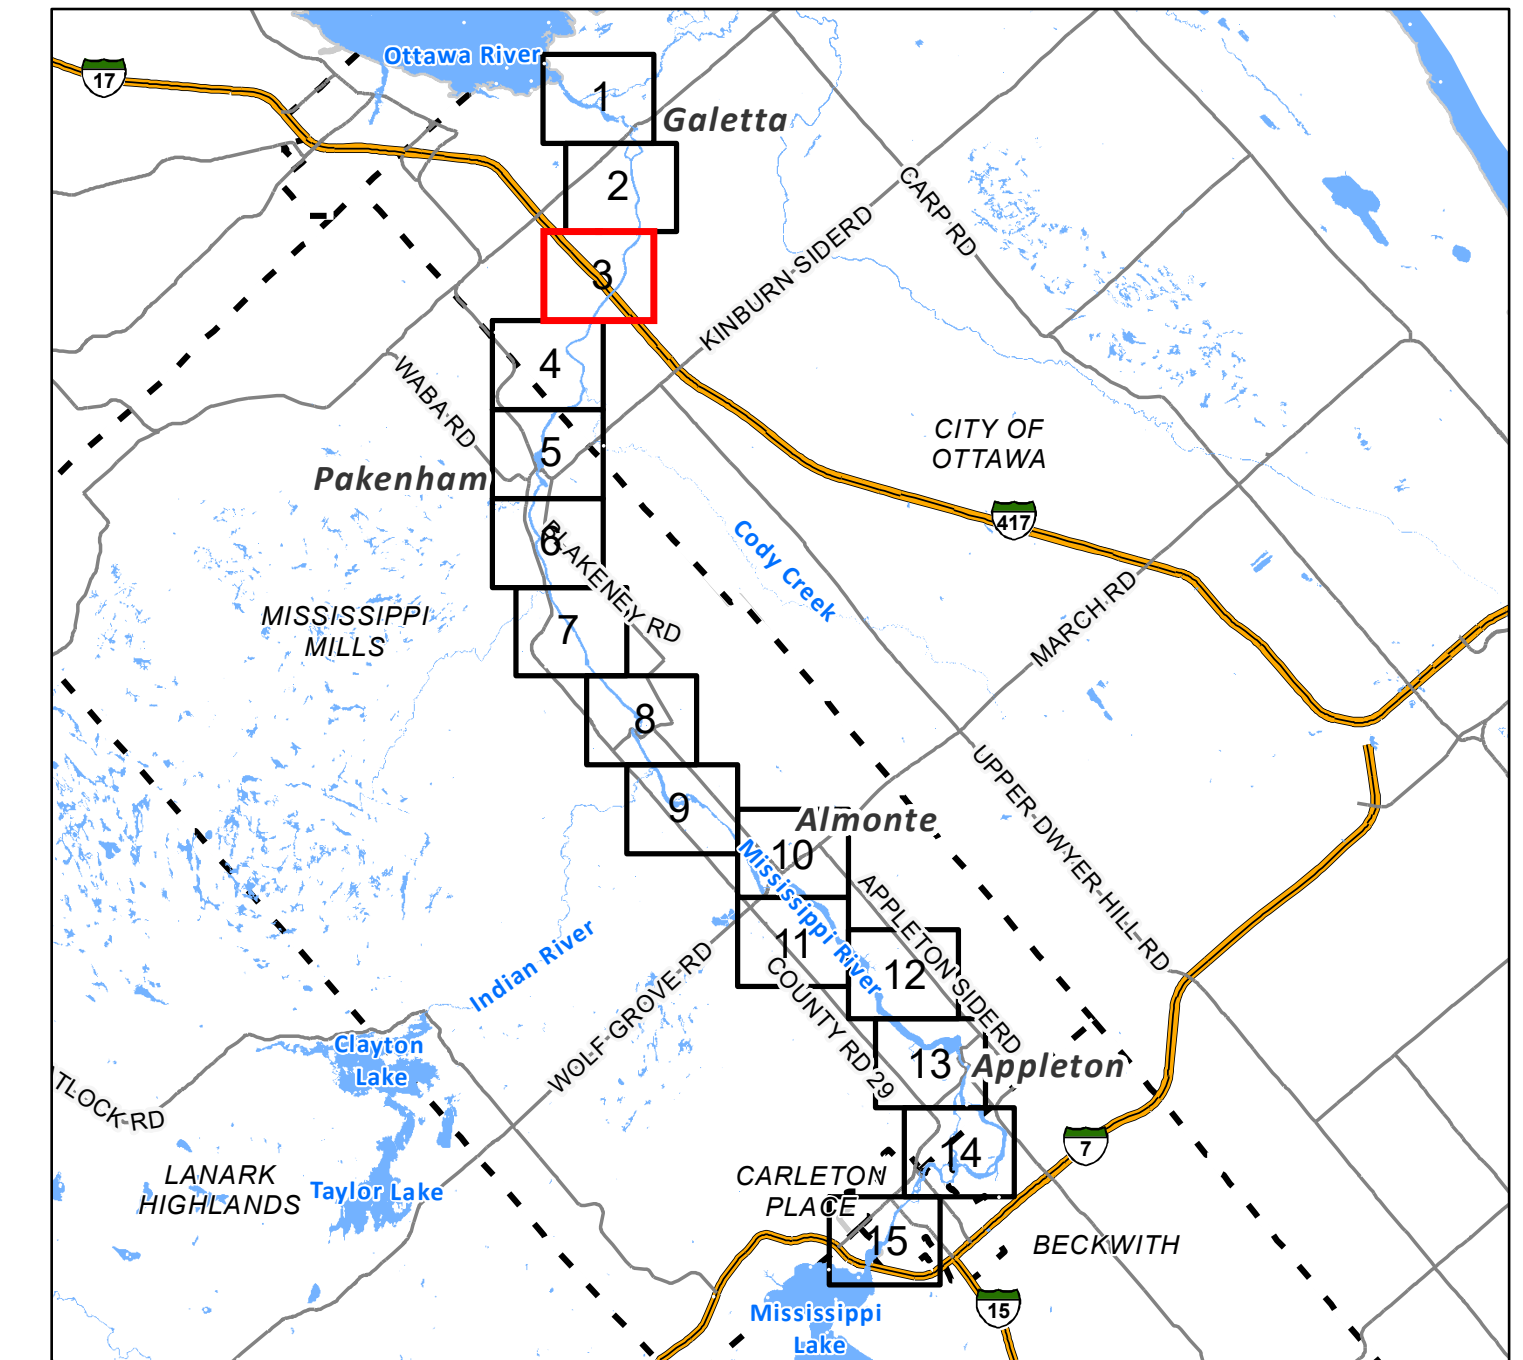 Ottawa River
17
1
Galetta
2
CARP RD
KINBURN SIDERD
3
4
WABA RD
CITY OF
OTTAWA
5
Pakenham
417
6
BLAKENEY RD
Cody Creek
MARCH RD
MISSISSIPPI
MILLS
7
8
UPPER-DWYER-HILL-RD
9
Almonte
10
Mississippi River
APPLETON SIDERD
11
12
Indian River
WOLF-GROVE-RD
COUNTY RD 29
Clayton
Lake
13
Appleton
TLOCK-RD
14
7
LANARK
HIGHLANDS
Taylor Lake
CARLETON
PLACE
15
BECKWITH
15
Mississippi
Lake